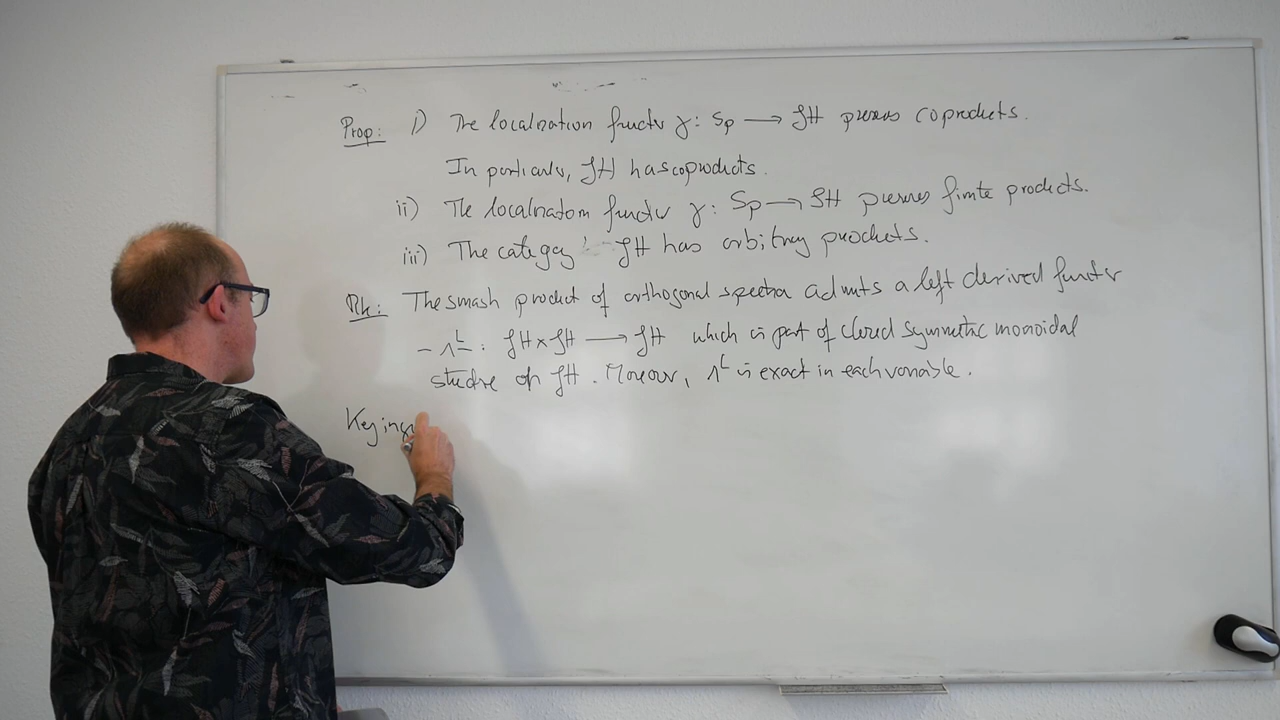 Prop: i) The localization functor γ: Sp ⟶ SH preserves coproducts.
In particular, SH has coproducts.
ii) The localization functor γ: Sp ⟶ SH preserves finite products.
iii) The category SH has arbitrary products.
Rk: The smash product of orthogonal spectra admits a left derived functor
- ∧ᴸ - : SH × SH ⟶ SH which is part of closed symmetric monoidal
structure on SH. Moreover, ∧ᴸ is exact in each variable.
Key